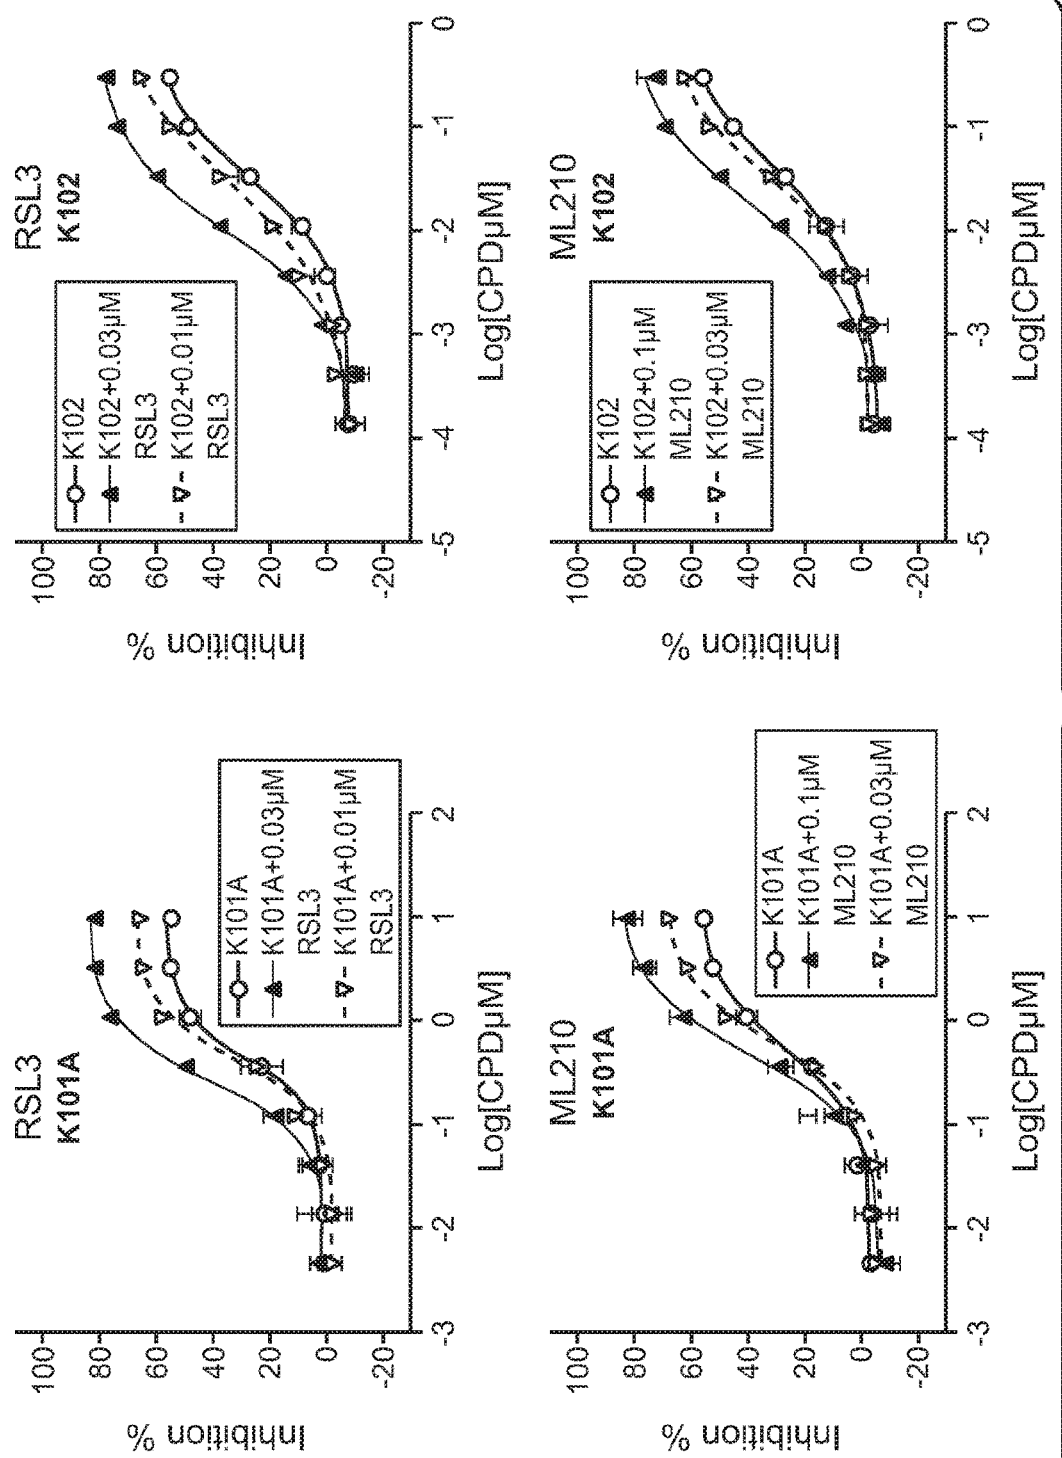 RSL3
K101A
Inhibition %
100
80
60
40
20
0
-20
-3
-2
-1
0
1
2
Log[CPDμM]
K101A
K101A+0.03μM
RSL3
K101A+0.01μM
RSL3
RSL3
K102
Inhibition %
100
80
60
40
20
0
-20
-5
-4
-3
-2
-1
0
Log[CPDμM]
K102
K102+0.03μM
RSL3
K102+0.01μM
RSL3
ML210
K101A
Inhibition %
100
80
60
40
20
0
-20
-3
-2
-1
0
1
2
Log[CPDμM]
K101A
K101A+0.1μM
ML210
K101A+0.03μM
ML210
ML210
K102
Inhibition %
100
80
60
40
20
0
-20
-5
-4
-3
-2
-1
0
Log[CPDμM]
K102
K102+0.1μM
ML210
K102+0.03μM
ML210